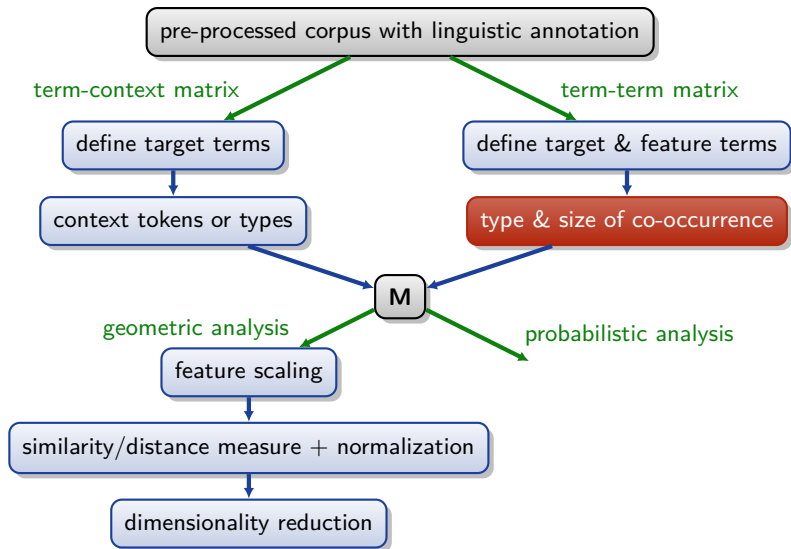 pre-processed corpus with linguistic annotation
term-context matrix
term-term matrix
define target terms
define target & feature terms
context tokens or types
type & size of co-occurrence
M
geometric analysis
probabilistic analysis
feature scaling
similarity/distance measure + normalization
dimensionality reduction